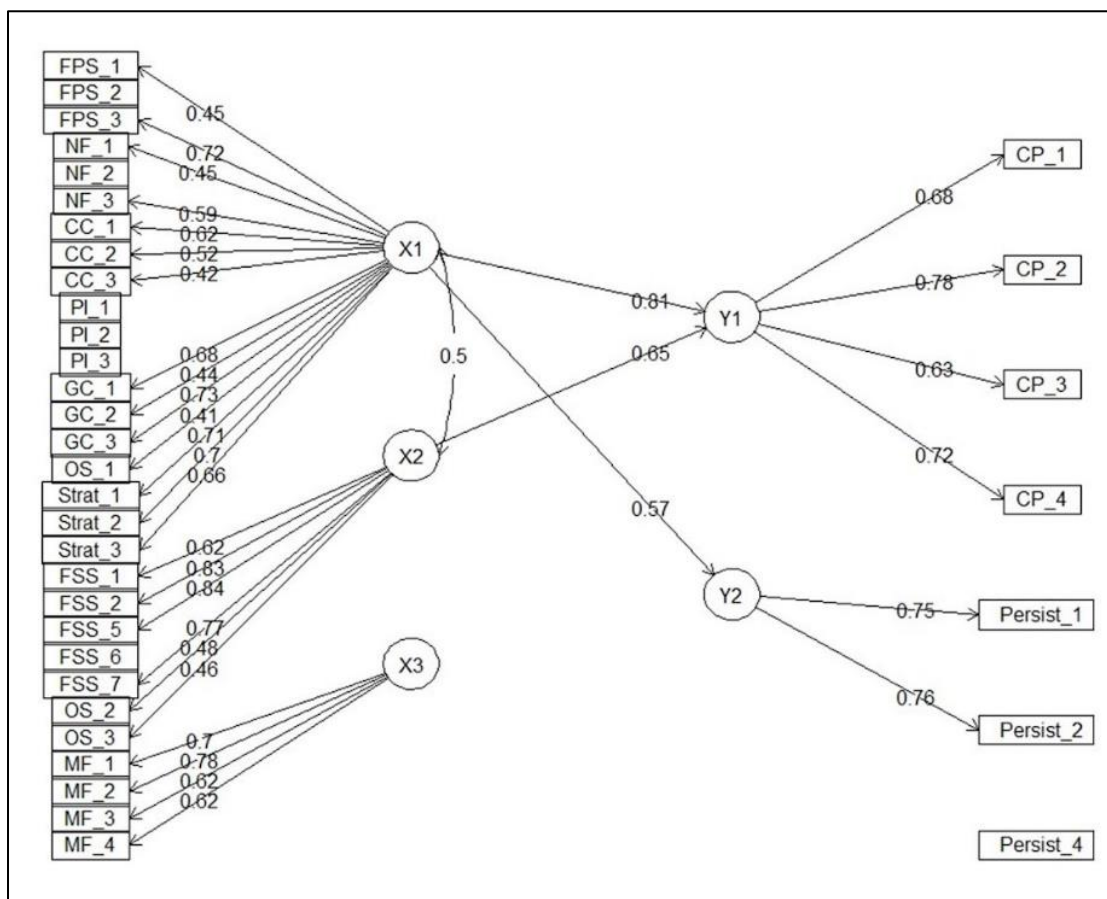 FPS_1
FPS_2
FPS_3
NF_1
NF_2
NF_3
CC_1
CC_2
CC_3
PI_1
PI_2
PI_3
GC_1
GC_2
GC_3
OS_1
Strat_1
Strat_2
Strat_3
FSS_1
FSS_2
FSS_5
FSS_6
FSS_7
OS_2
OS_3
MF_1
MF_2
MF_3
MF_4
0.45
0.72
0.45
0.59
0.62
0.52
0.42
0.68
0.44
0.73
0.41
0.71
0.7
0.66
0.62
0.83
0.84
0.77
0.48
0.46
0.7
0.78
0.62
0.62
X1
X2
X3
0.5
0.81
0.65
0.57
Y1
Y2
0.68
0.78
0.63
0.72
0.75
0.76
CP_1
CP_2
CP_3
CP_4
Persist_1
Persist_2
Persist_4